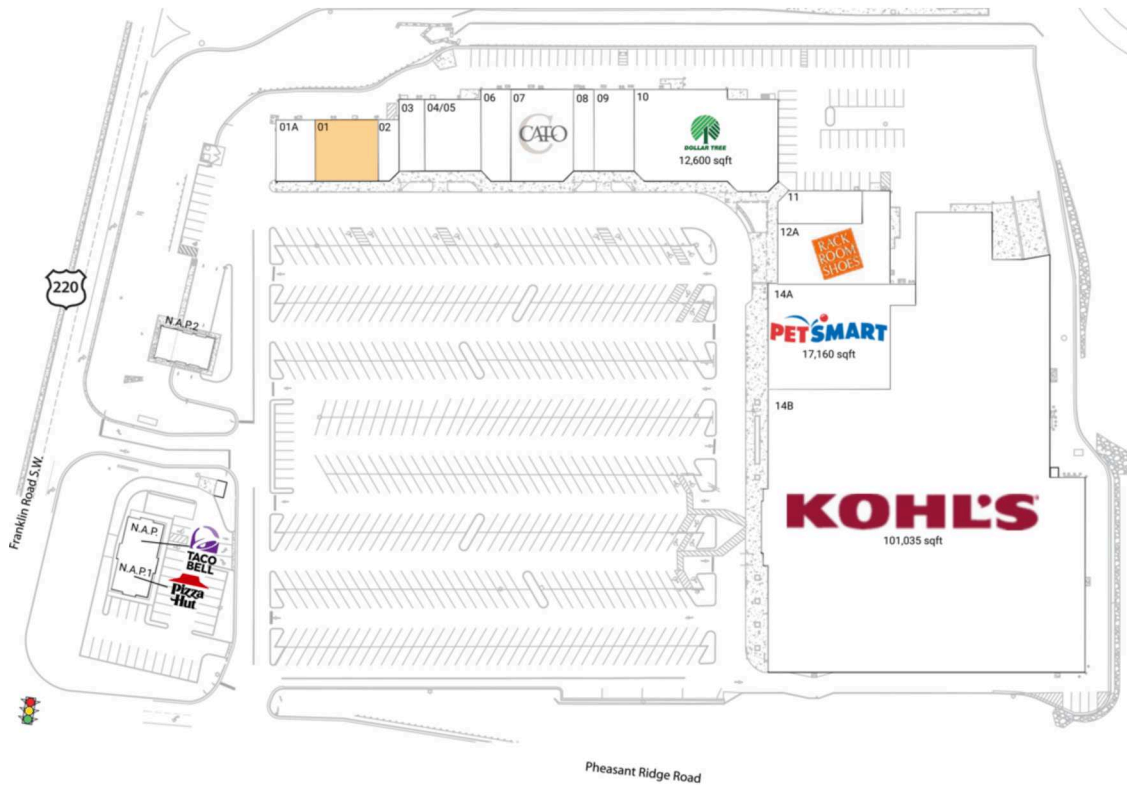 01A
01
02
03
04/05
06
07
CATO
08
09
10
DOLLAR TREE
12,600 sqft
11
12A
RACK
ROOM
SHOES
14A
PETSMART
17,160 sqft
14B
KOHL'S
101,035 sqft
220
N.A.P.2
Franklin Road S.W.
N.A.P.
TACO
BELL
N.A.P.1
Pizza
Hut
Pheasant Ridge Road